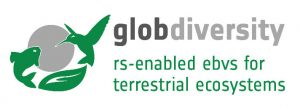 globdiversity
rs-enabled ebvs for
terrestrial ecosystems